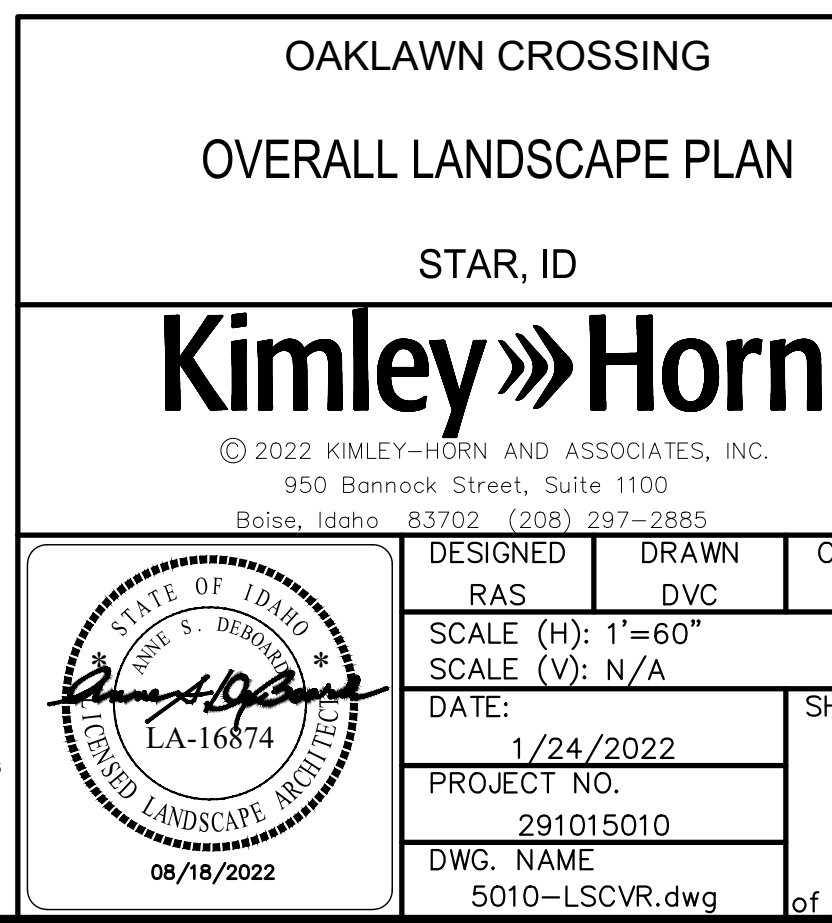 OAKLAWN CROSSING
OVERALL LANDSCAPE PLAN
STAR, ID
Kimley»)Horn
© 2022 KIMLEY-HORN AND ASSOCIATES, INC.
950 Bannock Street, Suite 1100
Boise, Idaho 83702 (208) 297-2885
STATE OF IDAHO
ANNE S. DEBOARD
Anne S DeBoard
LA-16874
LICENSED LANDSCAPE ARCHITECT
08/18/2022
DESIGNED DRAWN
RAS DVC
SCALE (H): 1'=60"
SCALE (V): N/A
DATE:
1/24/2022
PROJECT NO.
291015010
DWG. NAME
5010-LSCVR.dwg
of